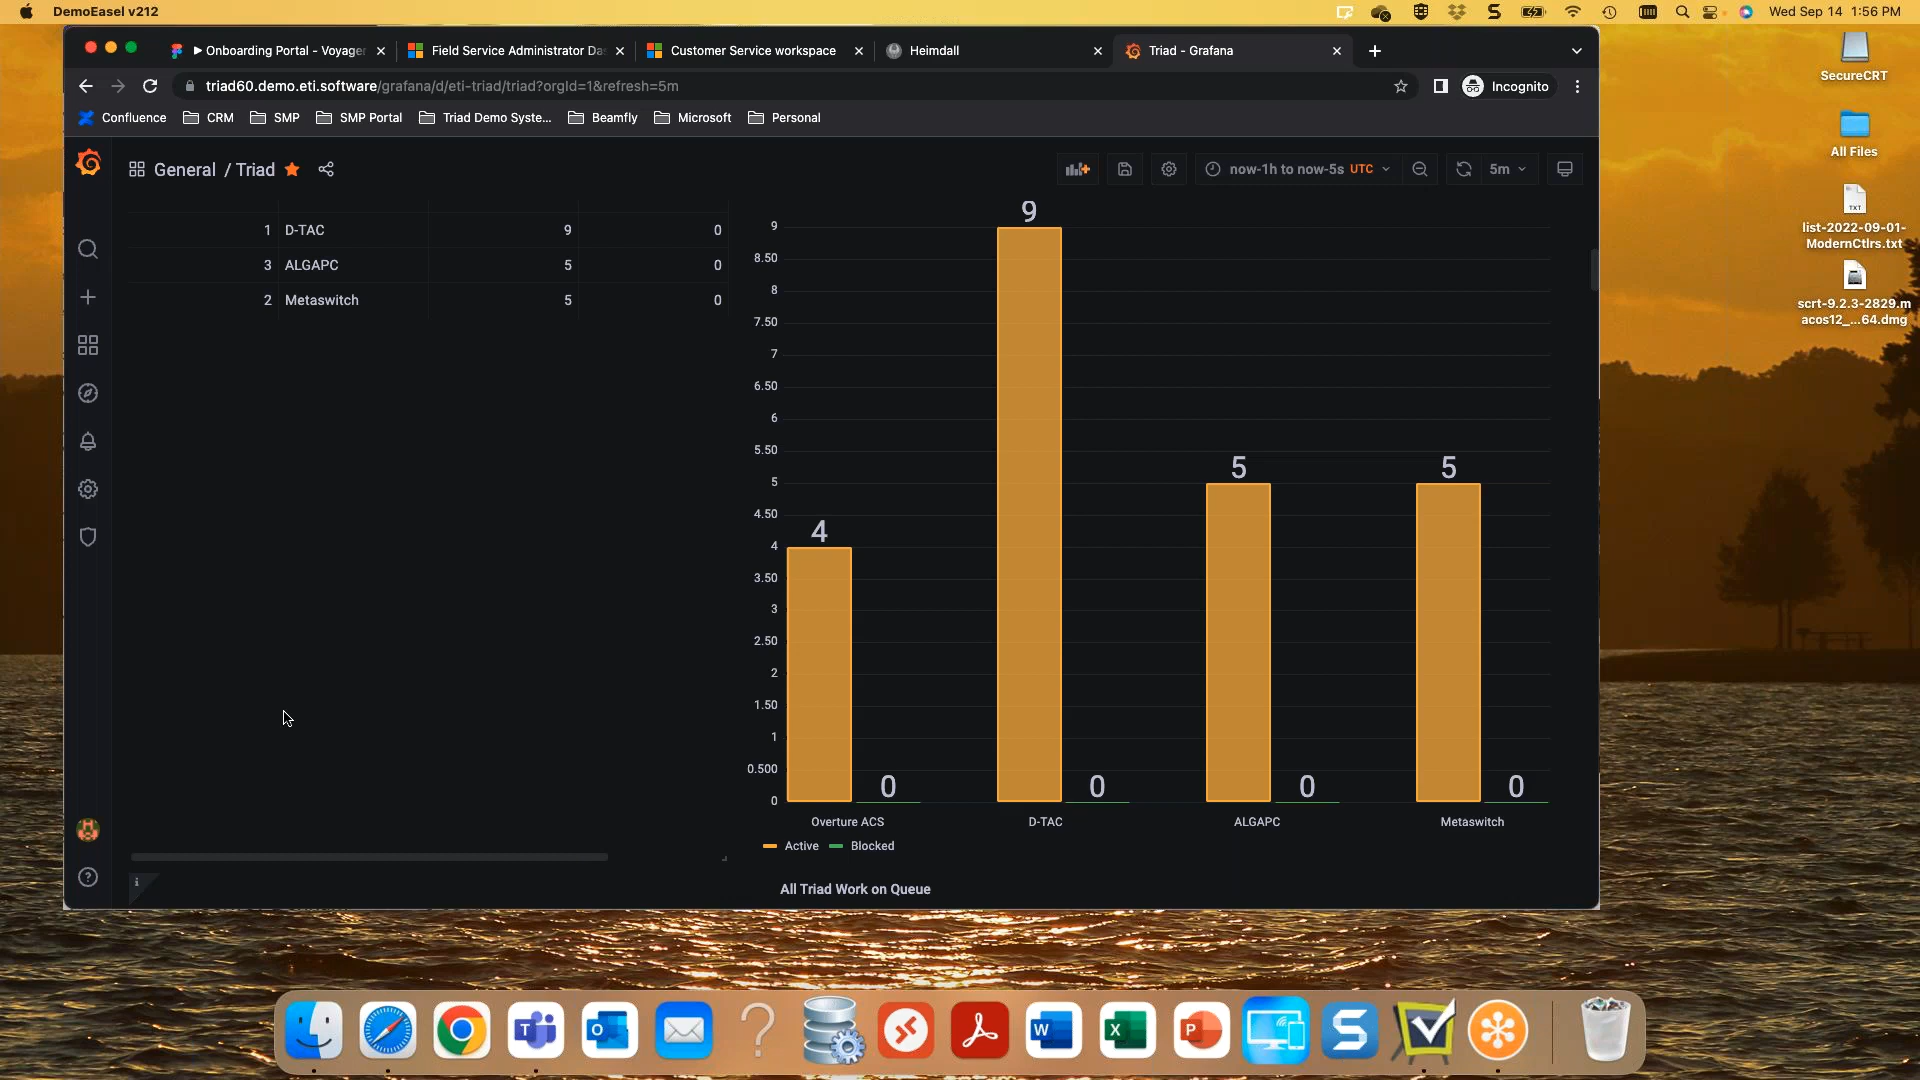 DemoEasel v212
Wed Sep 14 1:56 PM
Onboarding Portal - Voyager
Field Service Administrator Da
Customer Service workspace
Heimdall
Triad - Grafana
triad60.demo.eti.software/grafana/d/eti-triad/triad?orgId=1&refresh=5m
Incognito
Confluence
CRM
SMP
SMP Portal
Triad Demo Syste...
Beamfly
Microsoft
Personal
General / Triad
now-1h to now-5s UTC
5m
1 D-TAC 9 0
3 ALGAPC 5 0
2 Metaswitch 5 0
9
9
8.50
8
7.50
7
6.50
6
5.50
5
4.50
4
3.50
3
2.50
2
1.50
1
0.500
0
4
0
0
5
0
5
0
Overture ACS
D-TAC
ALGAPC
Metaswitch
Active
Blocked
All Triad Work on Queue
SecureCRT
All Files
TXT
list-2022-09-01-
ModernCtlrs.txt
scrt-9.2.3-2829.m
acos12_...64.dmg